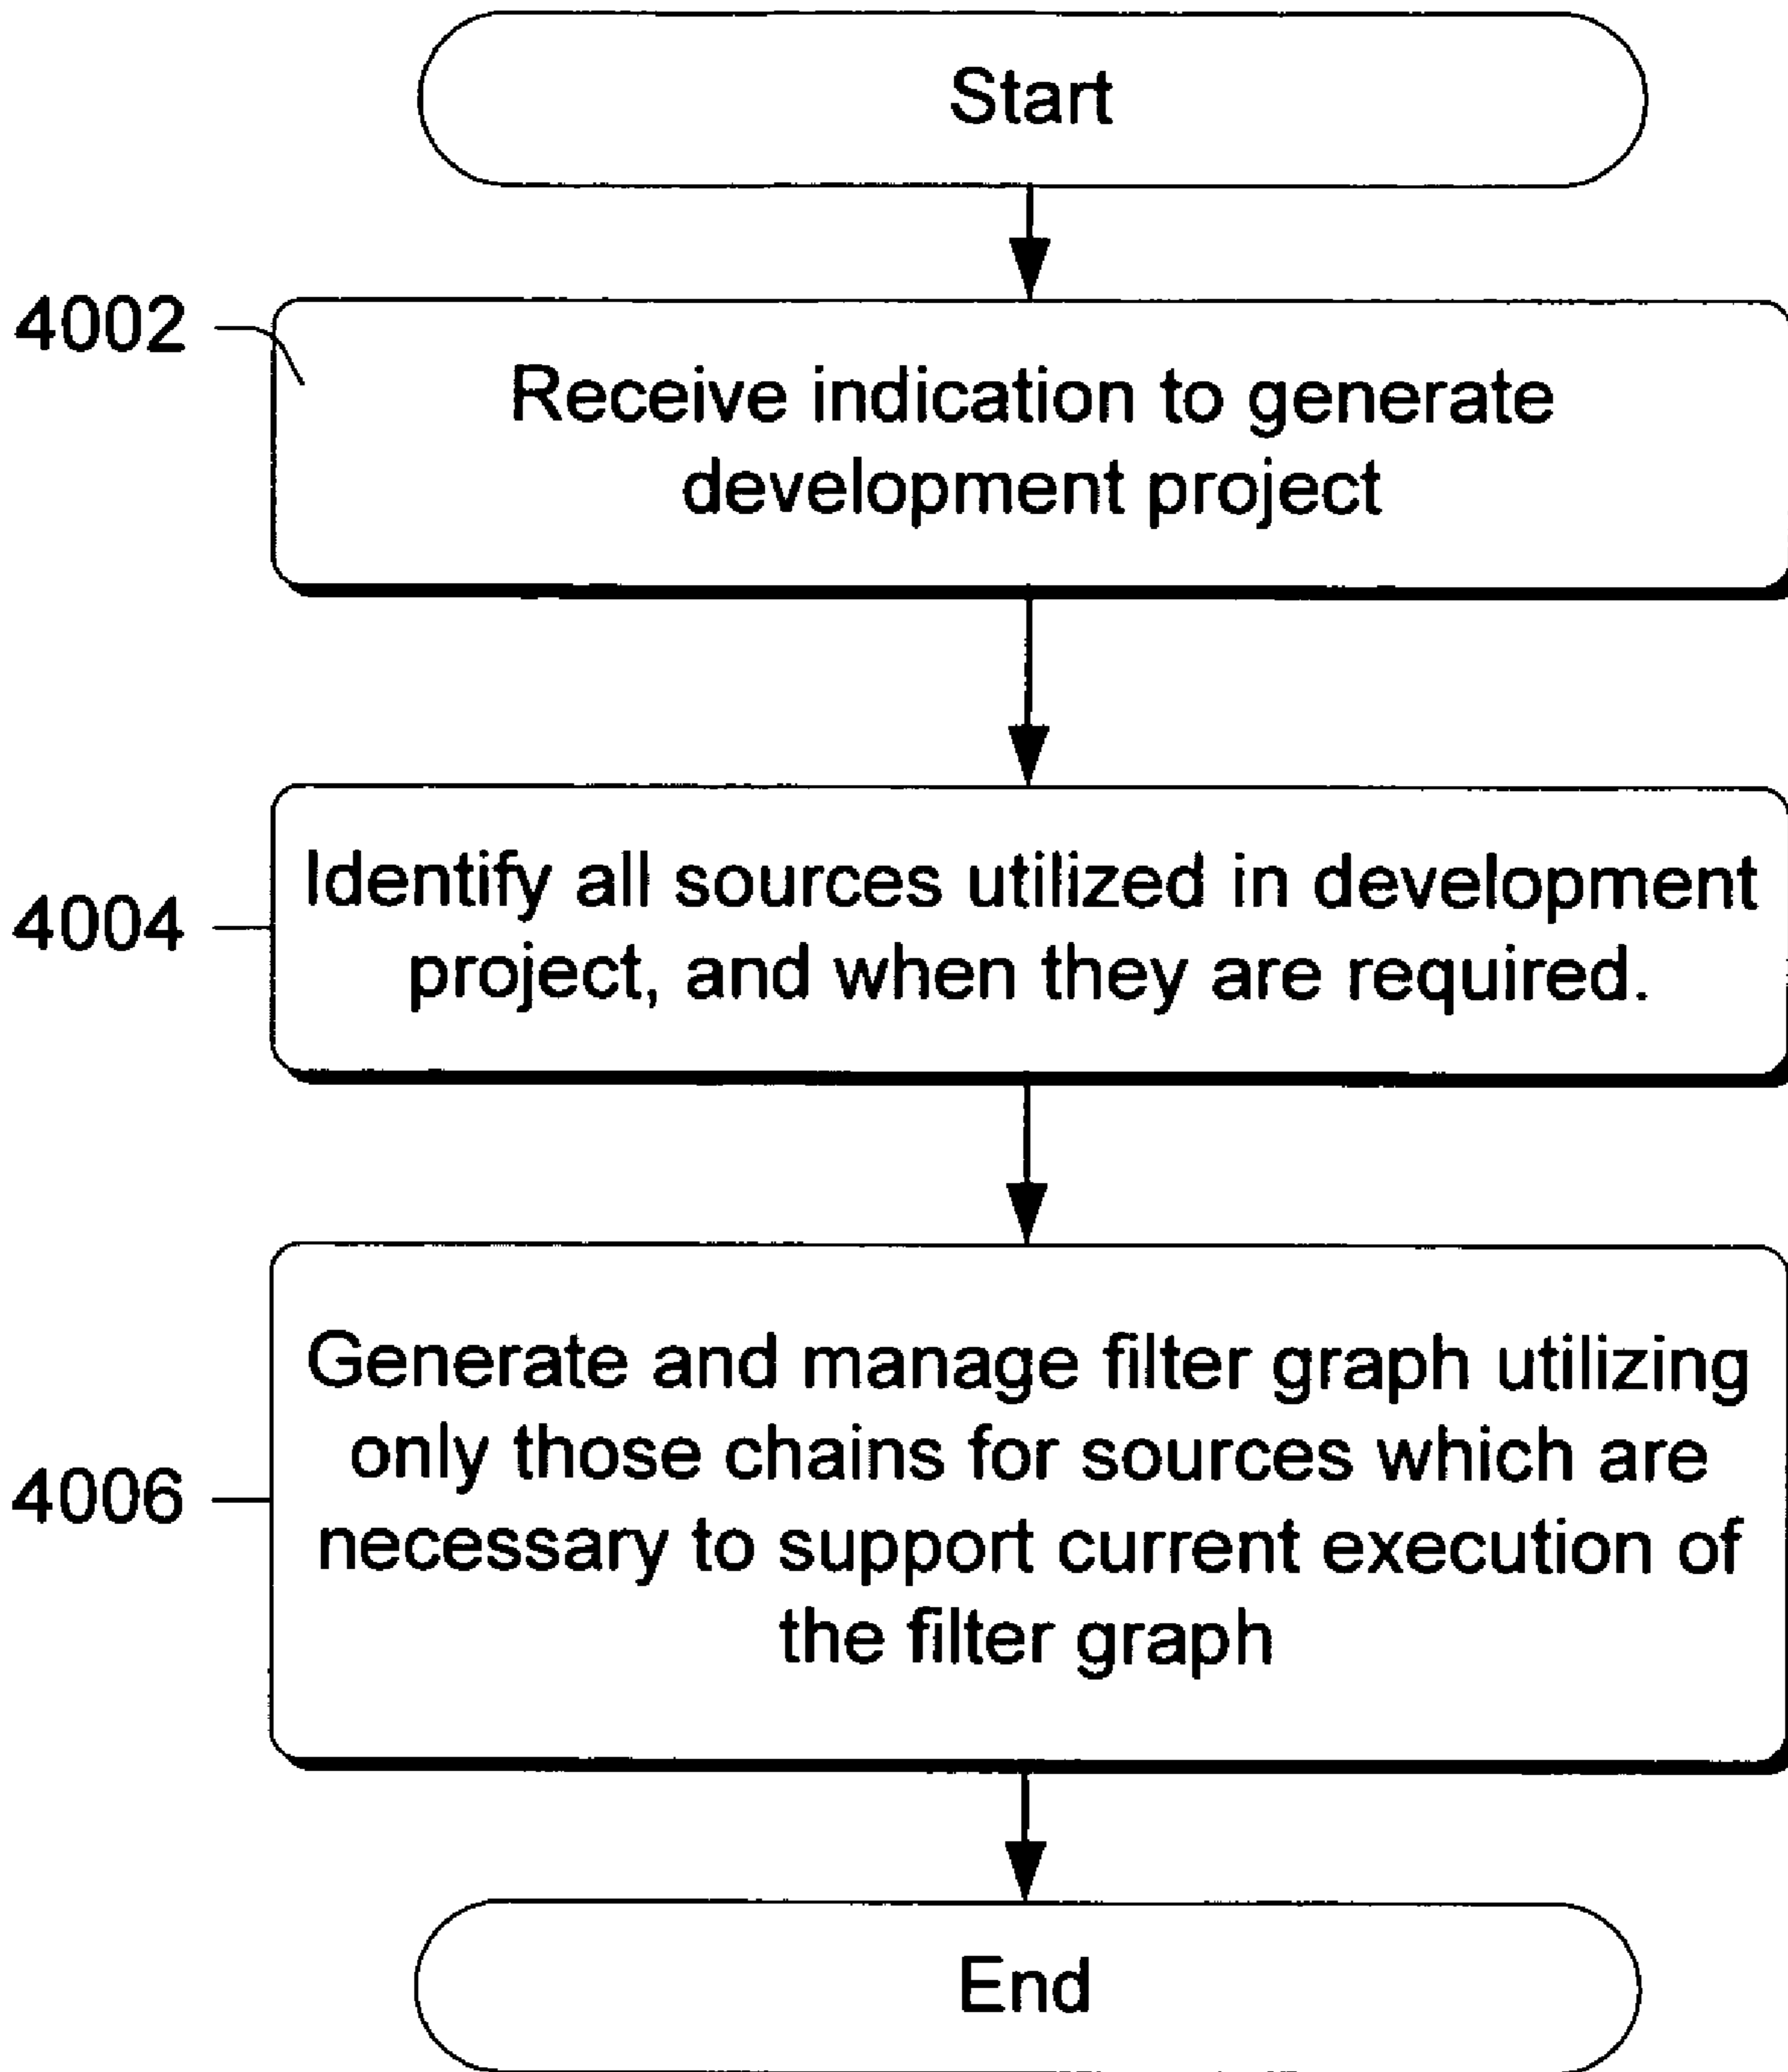 Start
4002
Receive indication to generate
development project
4004
Identify all sources utilized in development
project, and when they are required.
4006
Generate and manage filter graph utilizing
only those chains for sources which are
necessary to support current execution of
the filter graph
End